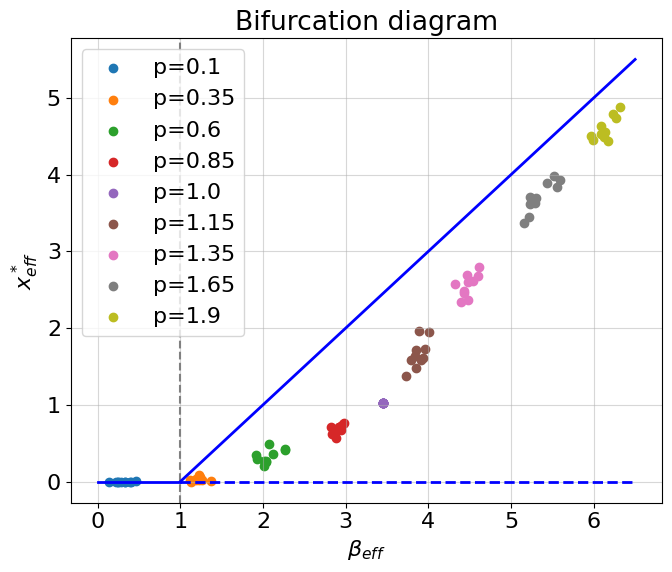 Bifurcation diagram
p=0.1
p=0.35
p=0.6
p=0.85
p=1.0
p=1.15
p=1.35
p=1.65
p=1.9
5
4
3
2
1
0
x*eff
0 1 2 3 4 5 6
βeff